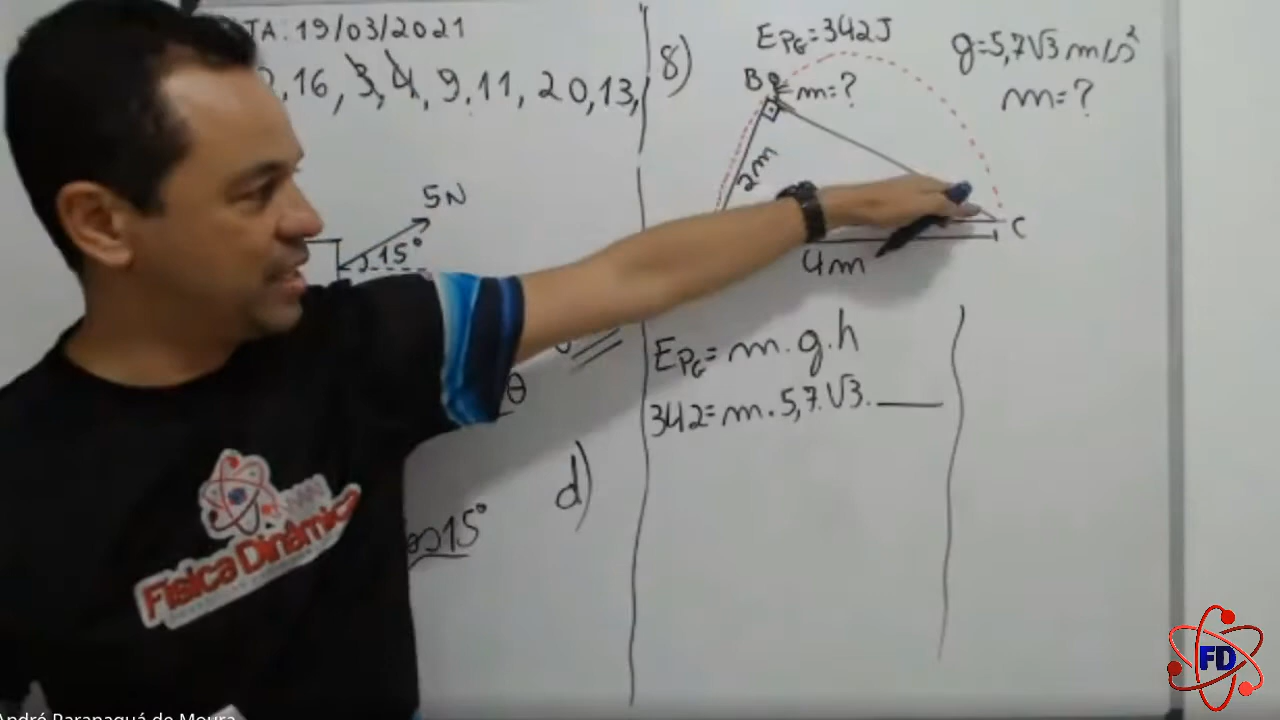 TA: 19/03/2021
, 16, 3, 4, 9, 11, 20, 13,
5N
15°
θ
15°
d)
8)
EPG = 342J
g = 5,7√3 m/s²
m = ?
B
m = ?
2m
C
4m
EPG = m . g . h
342 = m . 5,7 . √3 . ____
Física Dinâmica
André Paranaguá de Moura
FD